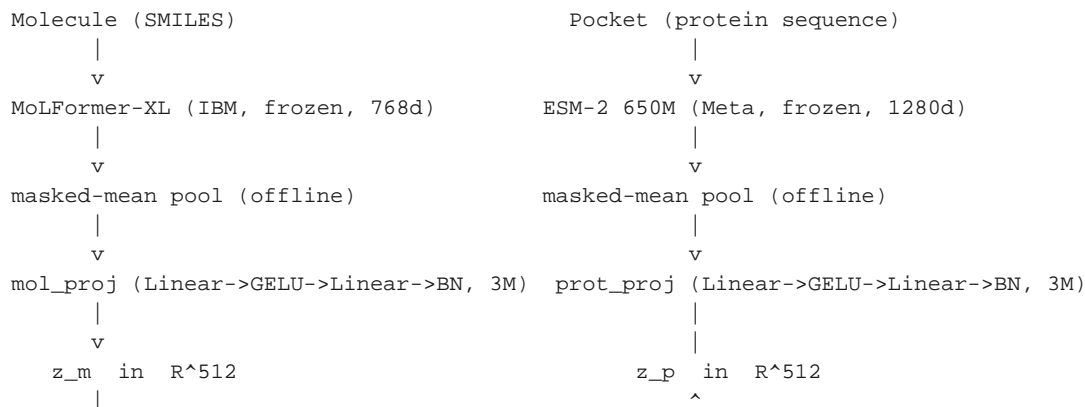 Molecule (SMILES)                          Pocket (protein sequence)
      |                                          |
      v                                          v
MoLFormer-XL (IBM, frozen, 768d)         ESM-2 650M (Meta, frozen, 1280d)
      |                                          |
      v                                          v
masked-mean pool (offline)               masked-mean pool (offline)
      |                                          |
      v                                          v
mol_proj (Linear->GELU->Linear->BN, 3M)  prot_proj (Linear->GELU->Linear->BN, 3M)
      |                                          |
      v                                          |
   z_m  in  R^512                             z_p  in  R^512
      |                                          ^